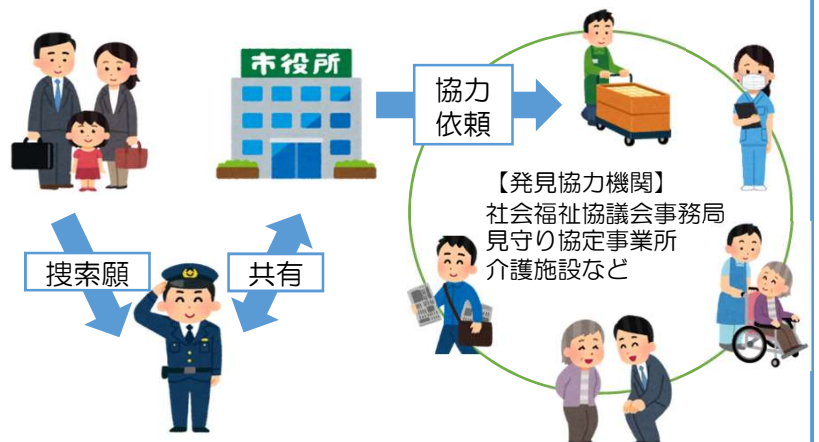 市役所
協力
依頼
【発見協力機関】
社会福祉協議会事務局
見守り協定事業所
介護施設など
捜索願
共有